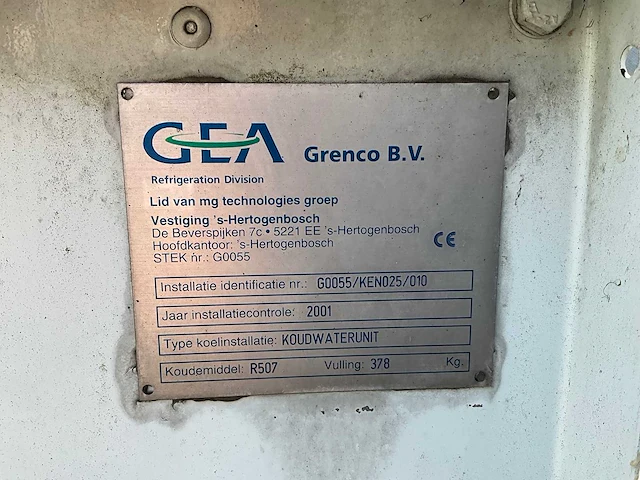 GEA Grenco B.V.
Refrigeration Division
Lid van mg technologies groep
Vestiging 's-Hertogenbosch
De Beverspijken 7c • 5221 EE 's-Hertogenbosch
Hoofdkantoor: 's-Hertogenbosch
STEK nr.: G0055
CE
Installatie identificatie nr.: G0055/KEN025/010
Jaar installatiecontrole: 2001
Type koelinstallatie: KOUDWATERUNIT
Koudemiddel: R507 Vulling: 378 Kg.